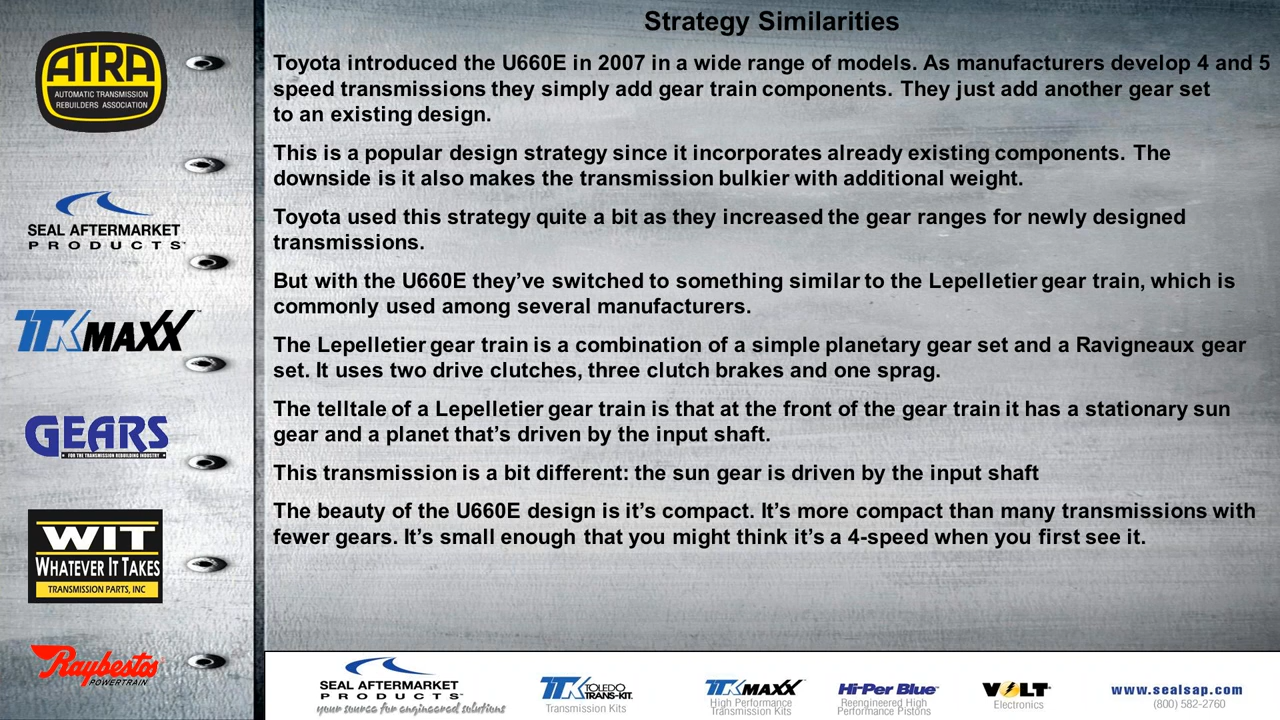 Strategy Similarities
Toyota introduced the U660E in 2007 in a wide range of models. As manufacturers develop 4 and 5
speed transmissions they simply add gear train components. They just add another gear set
to an existing design.
This is a popular design strategy since it incorporates already existing components. The
downside is it also makes the transmission bulkier with additional weight.
Toyota used this strategy quite a bit as they increased the gear ranges for newly designed
transmissions.
But with the U660E they’ve switched to something similar to the Lepelletier gear train, which is
commonly used among several manufacturers.
The Lepelletier gear train is a combination of a simple planetary gear set and a Ravigneaux gear
set. It uses two drive clutches, three clutch brakes and one sprag.
The telltale of a Lepelletier gear train is that at the front of the gear train it has a stationary sun
gear and a planet that’s driven by the input shaft.
This transmission is a bit different: the sun gear is driven by the input shaft
The beauty of the U660E design is it’s compact. It’s more compact than many transmissions with
fewer gears. It’s small enough that you might think it’s a 4-speed when you first see it.
ATRA
AUTOMATIC TRANSMISSION
REBUILDERS ASSOCIATION
SEAL AFTERMARKET
PRODUCTS
TTK MAXX
GEARS
FOR THE TRANSMISSION REBUILDING INDUSTRY
WIT
WHATEVER IT TAKES
TRANSMISSION PARTS, INC
Raybestos
POWERTRAIN
SEAL AFTERMARKET
PRODUCTS
your source for engineered solutions
TTK TOLEDO
TRANS-KIT
Transmission Kits
TTK MAXX
High Performance
Transmission Kits
Hi-Per Blue
Reengineered High
Performance Pistons
VOLT
Electronics
www.sealsap.com
(800) 582-2760